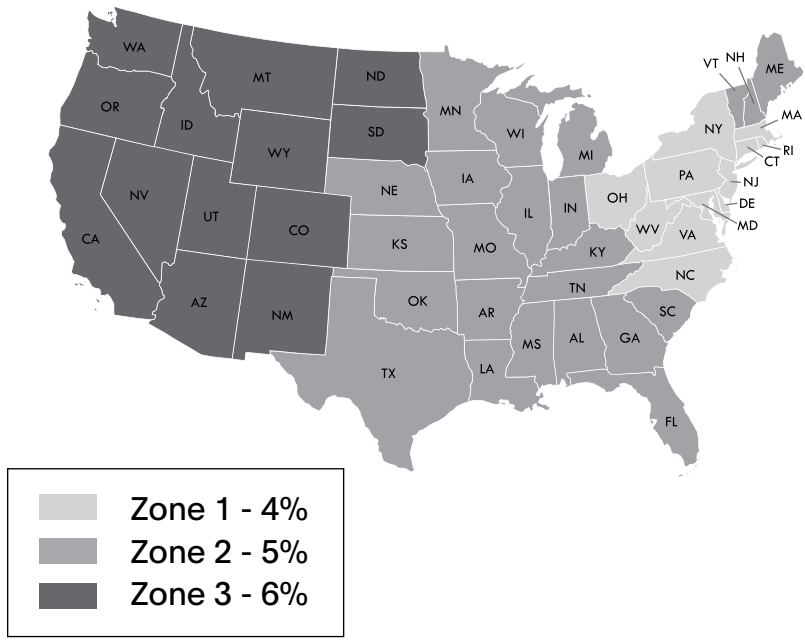 WA
MT
ND
MN
VT
NH
ME
OR
ID
SD
WI
NY
MA
WY
MI
RI
CT
NV
UT
NE
IA
PA
NJ
CO
IL
IN
OH
DE
MD
CA
KS
MO
WV
VA
KY
AZ
NM
OK
TN
NC
AR
SC
TX
LA
MS
AL
GA
FL
Zone 1 - 4%
Zone 2 - 5%
Zone 3 - 6%